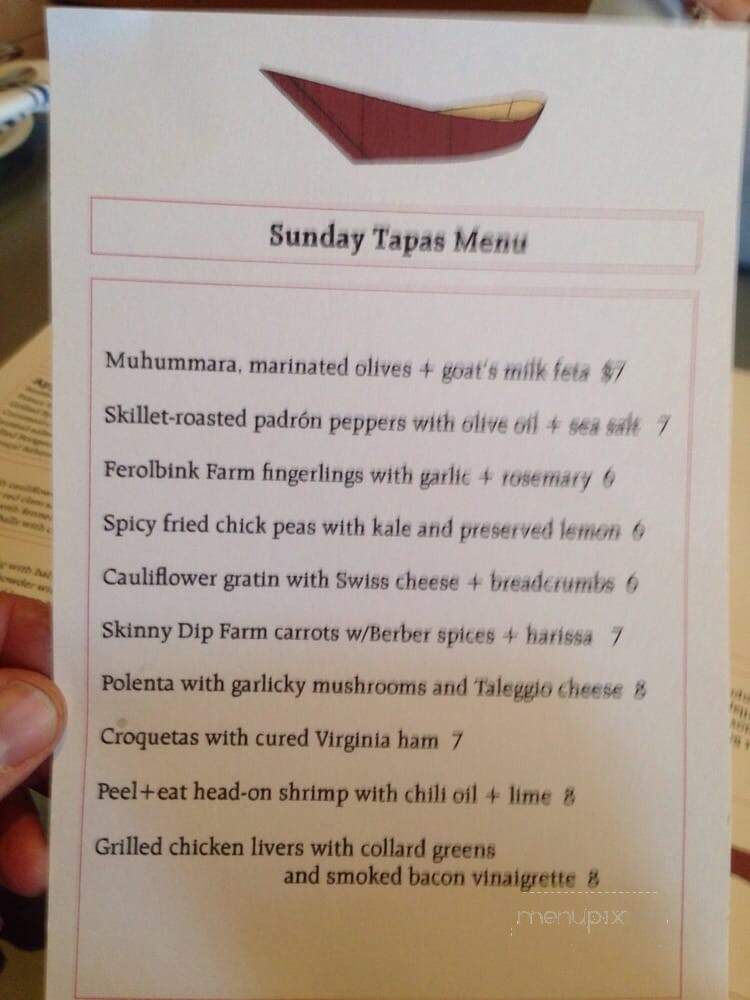 Sunday Tapas Menu
Muhummara, marinated olives + goat's milk feta $7
Skillet-roasted padrón peppers with olive oil + sea salt 7
Ferolbink Farm fingerlings with garlic + rosemary 6
Spicy fried chick peas with kale and preserved lemon 6
Cauliflower gratin with Swiss cheese + breadcrumbs 6
Skinny Dip Farm carrots w/Berber spices + harissa 7
Polenta with garlicky mushrooms and Taleggio cheese 8
Croquetas with cured Virginia ham 7
Peel+eat head-on shrimp with chili oil + lime 8
Grilled chicken livers with collard greens
and smoked bacon vinaigrette 8
menupix